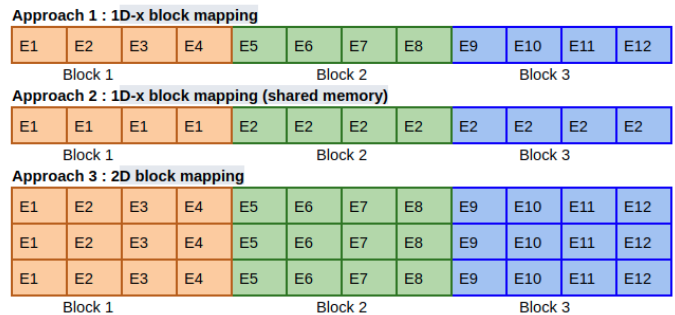 Approach 1 : 1D-x block mapping
E1 E2 E3 E4 E5 E6 E7 E8 E9 E10 E11 E12
Block 1 Block 2 Block 3
Approach 2 : 1D-x block mapping (shared memory)
E1 E1 E1 E1 E2 E2 E2 E2 E2 E2 E2 E2
Block 1 Block 2 Block 3
Approach 3 : 2D block mapping
E1 E2 E3 E4 E5 E6 E7 E8 E9 E10 E11 E12
E1 E2 E3 E4 E5 E6 E7 E8 E9 E10 E11 E12
E1 E2 E3 E4 E5 E6 E7 E8 E9 E10 E11 E12
Block 1 Block 2 Block 3